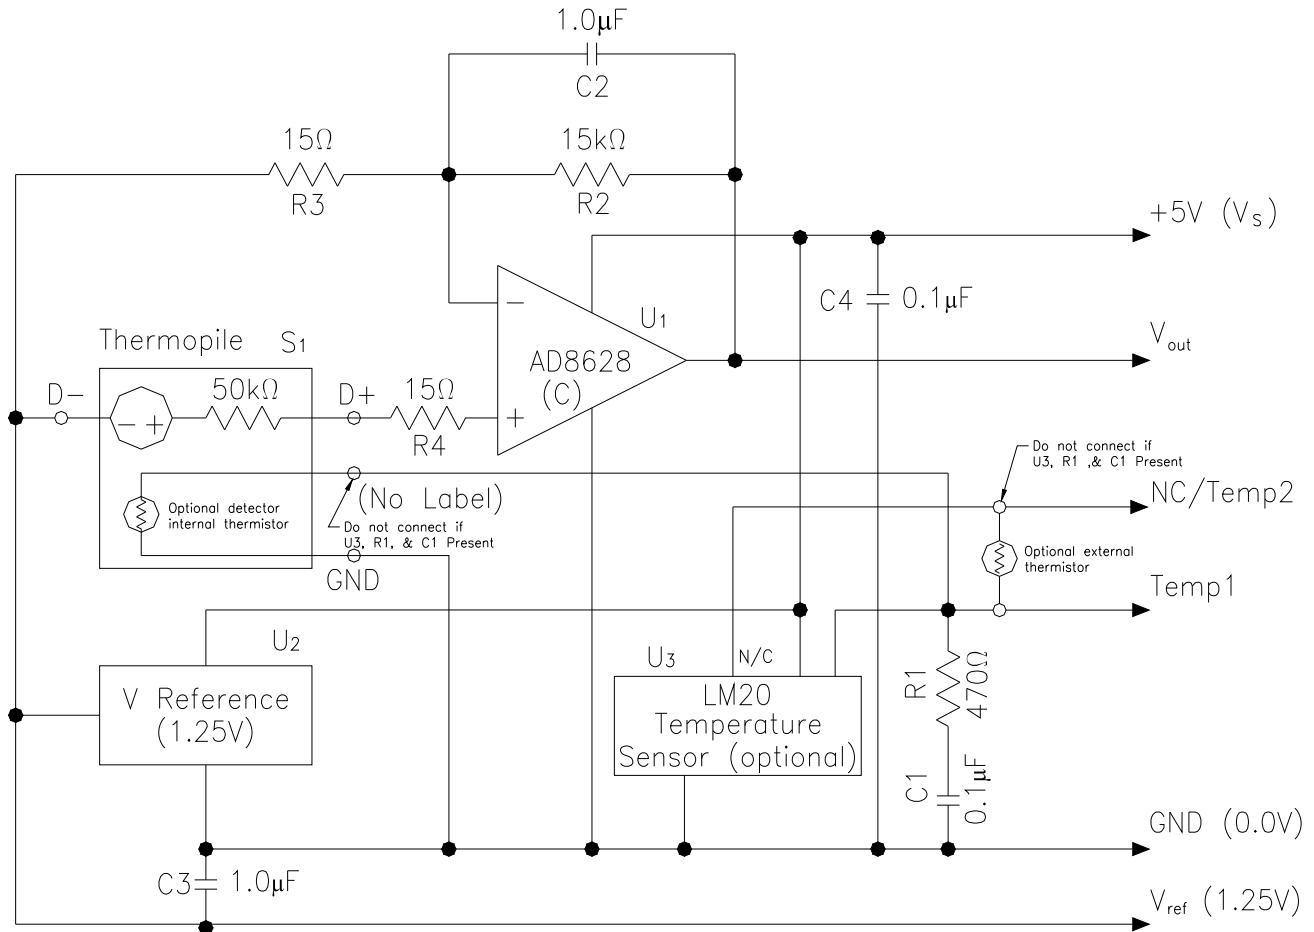 1.0μF
C2
15Ω
R3
15kΩ
R2
+5V (Vs)
C4
0.1μF
U1
Vout
Thermopile
S1
−
AD8628
(C)
+
D−
− +
50kΩ
D+
15Ω
R4
Do not connect if
U3, R1 ,& C1 Present
(No Label)
NC/Temp2
Optional detector
internal thermistor
Do not connect if
U3, R1, & C1 Present
GND
Optional external
thermistor
Temp1
U2
U3
N/C
V Reference
(1.25V)
LM20
Temperature
Sensor (optional)
R1
470Ω
C1
0.1μF
GND (0.0V)
C3
1.0μF
Vref (1.25V)